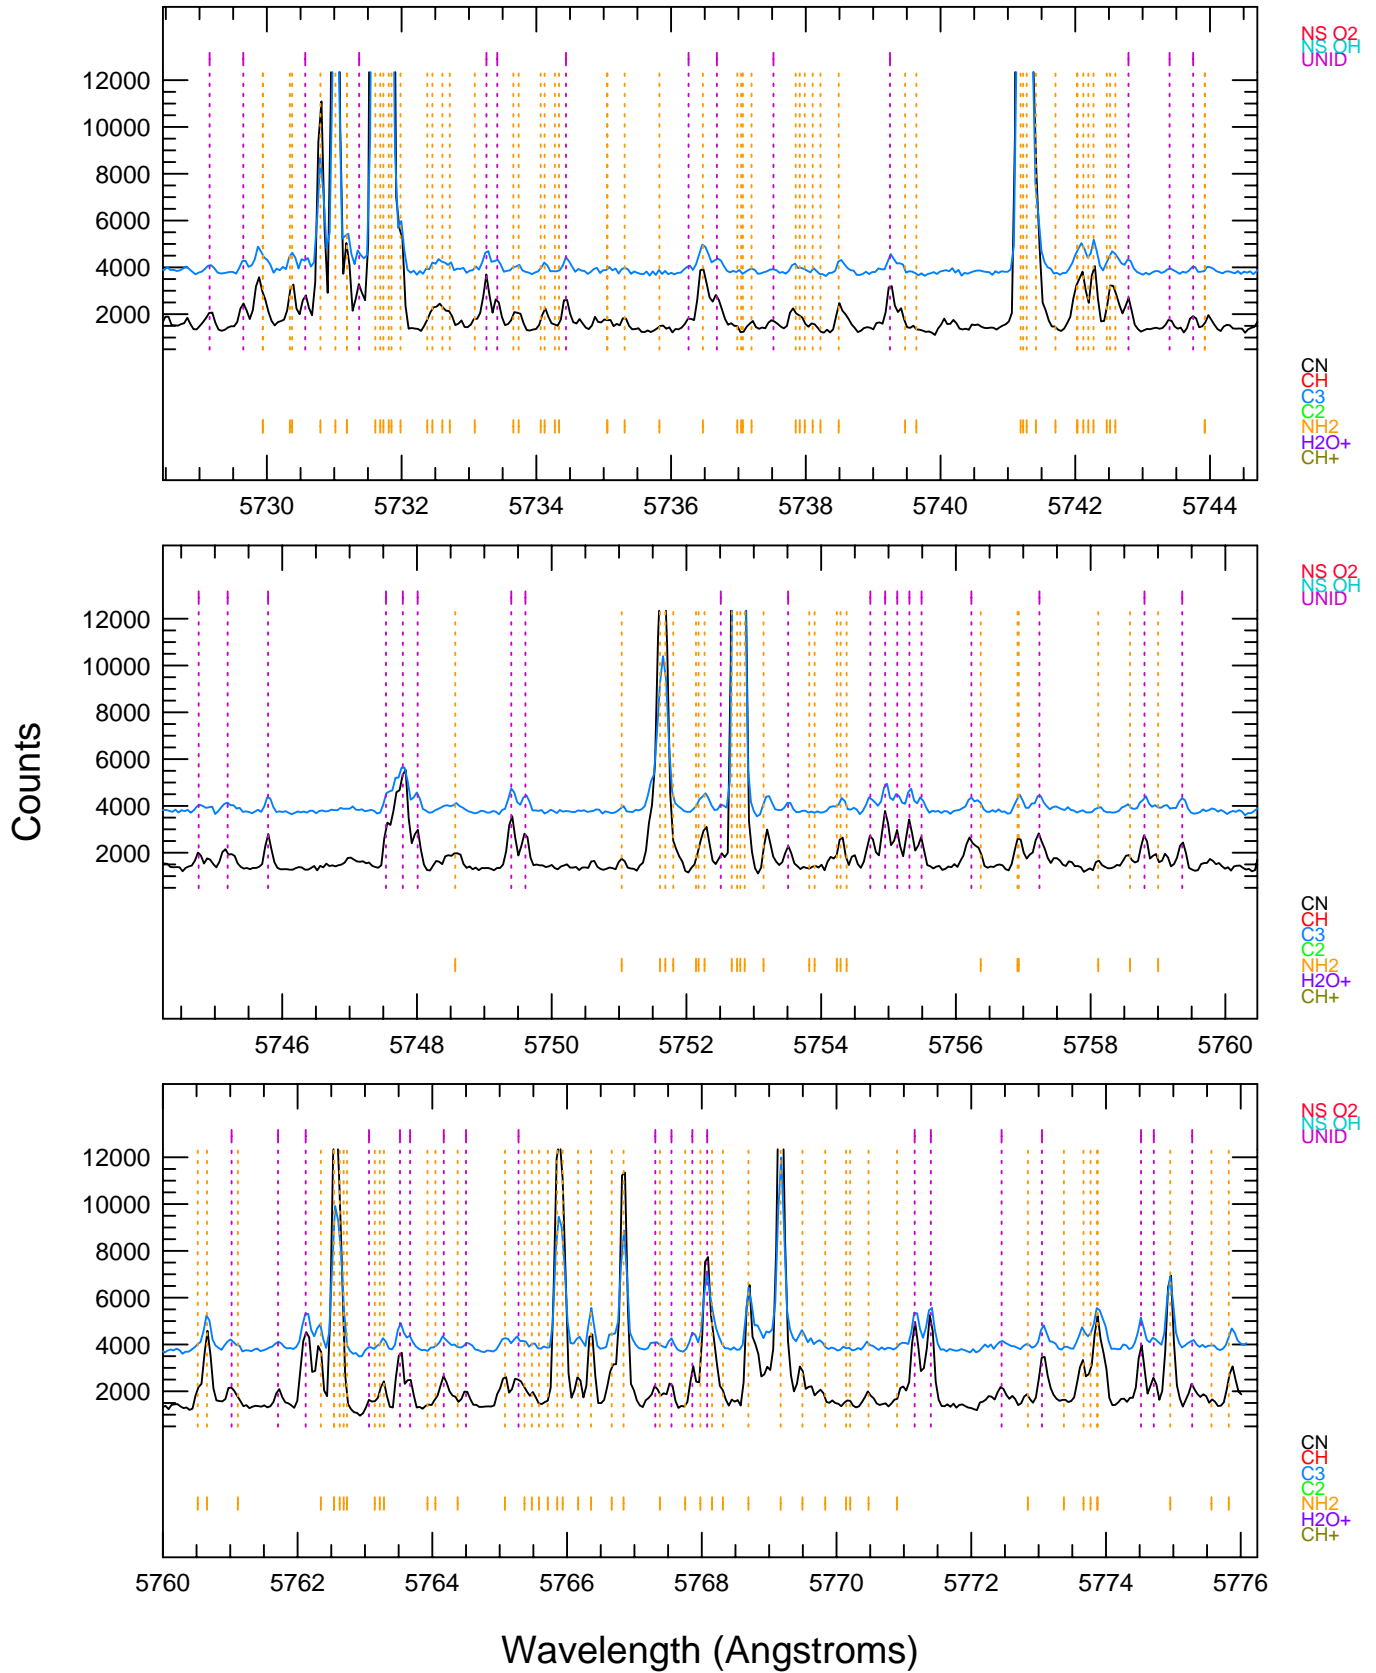 NS O2
NS OH
UNID
12000
10000
8000
6000
4000
2000
CN
CH
C3
C2
NH2
H2O+
CH+
5730 5732 5734 5736 5738 5740 5742 5744
NS O2
NS OH
UNID
12000
10000
8000
6000
4000
2000
Counts
CN
CH
C3
C2
NH2
H2O+
CH+
5746 5748 5750 5752 5754 5756 5758 5760
NS O2
NS OH
UNID
12000
10000
8000
6000
4000
2000
CN
CH
C3
C2
NH2
H2O+
CH+
5760 5762 5764 5766 5768 5770 5772 5774 5776
Wavelength (Angstroms)